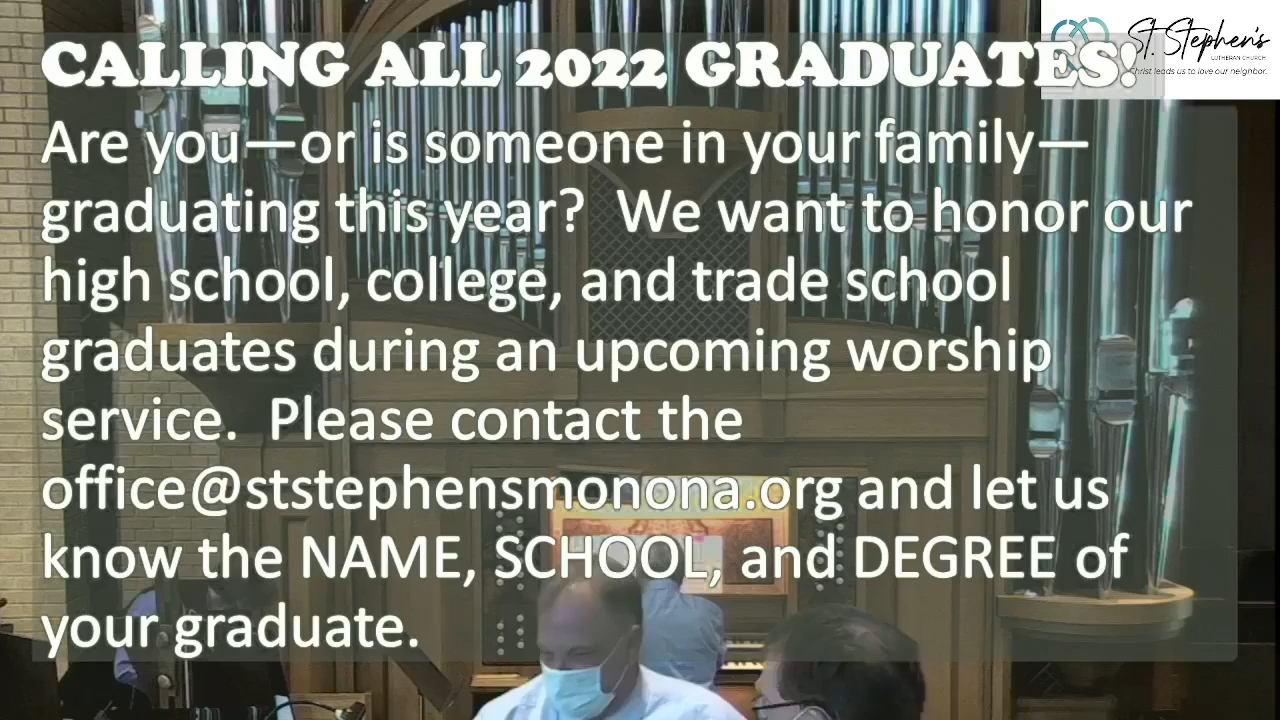 CALLING ALL 2022 GRADUATES!
St. Stephen's
LUTHERAN CHURCH
Christ leads us to love our neighbor.
Are you—or is someone in your family—
graduating this year?  We want to honor our
high school, college, and trade school
graduates during an upcoming worship
service.  Please contact the
office@ststephensmonona.org and let us
know the NAME, SCHOOL, and DEGREE of
your graduate.